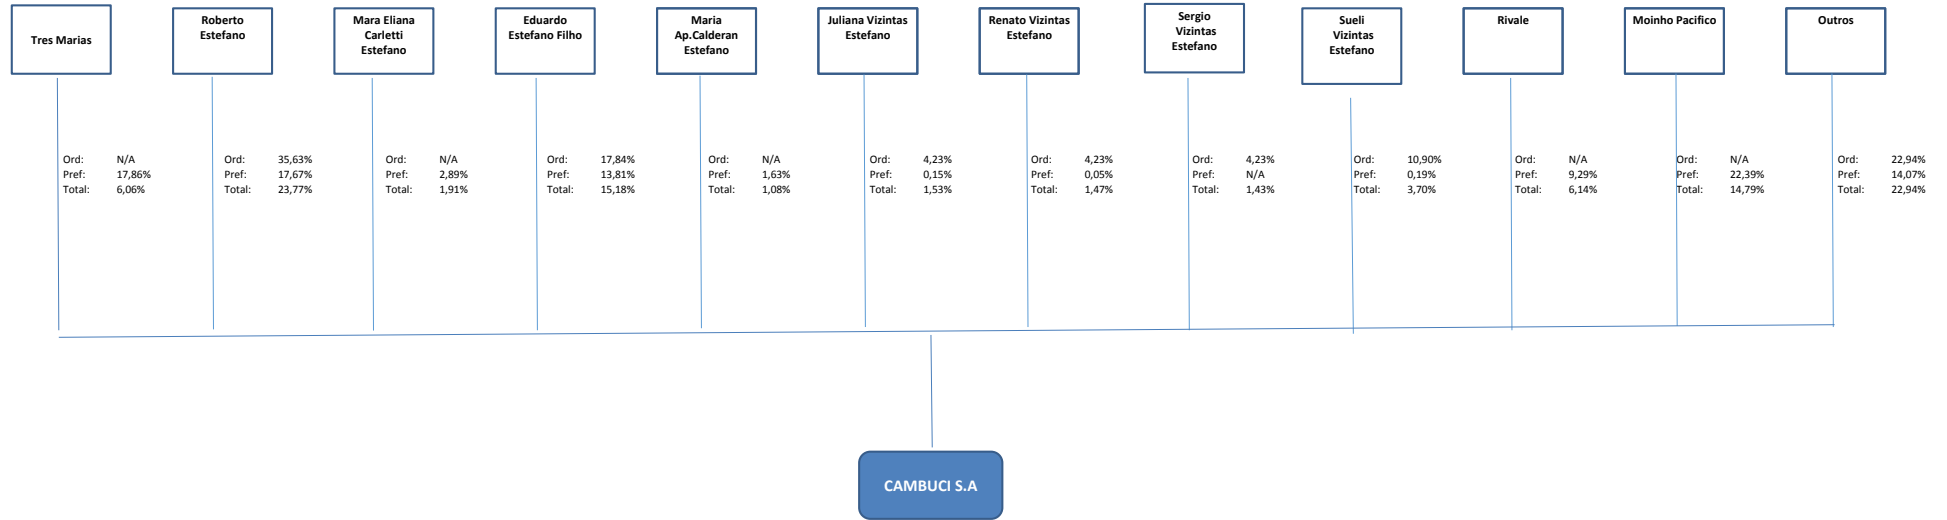 Tres Marias
Roberto
Estefano
Mara Eliana
Carletti
Estefano
Eduardo
Estefano Filho
Maria
Ap.Calderan
Estefano
Juliana Vizintas
Estefano
Renato Vizintas
Estefano
Sergio
Vizintas
Estefano
Sueli
Vizintas
Estefano
Rivale
Moinho Pacifico
Outros
Ord: N/A
Pref: 17,86%
Total: 6,06%
Ord: 35,63%
Pref: 17,67%
Total: 23,77%
Ord: N/A
Pref: 2,89%
Total: 1,91%
Ord: 17,84%
Pref: 13,81%
Total: 15,18%
Ord: N/A
Pref: 1,63%
Total: 1,08%
Ord: 4,23%
Pref: 0,15%
Total: 1,53%
Ord: 4,23%
Pref: 0,05%
Total: 1,47%
Ord: 4,23%
Pref: N/A
Total: 1,43%
Ord: 10,90%
Pref: 0,19%
Total: 3,70%
Ord: N/A
Pref: 9,29%
Total: 6,14%
Ord: N/A
Pref: 22,39%
Total: 14,79%
Ord: 22,94%
Pref: 14,07%
Total: 22,94%
CAMBUCI S.A